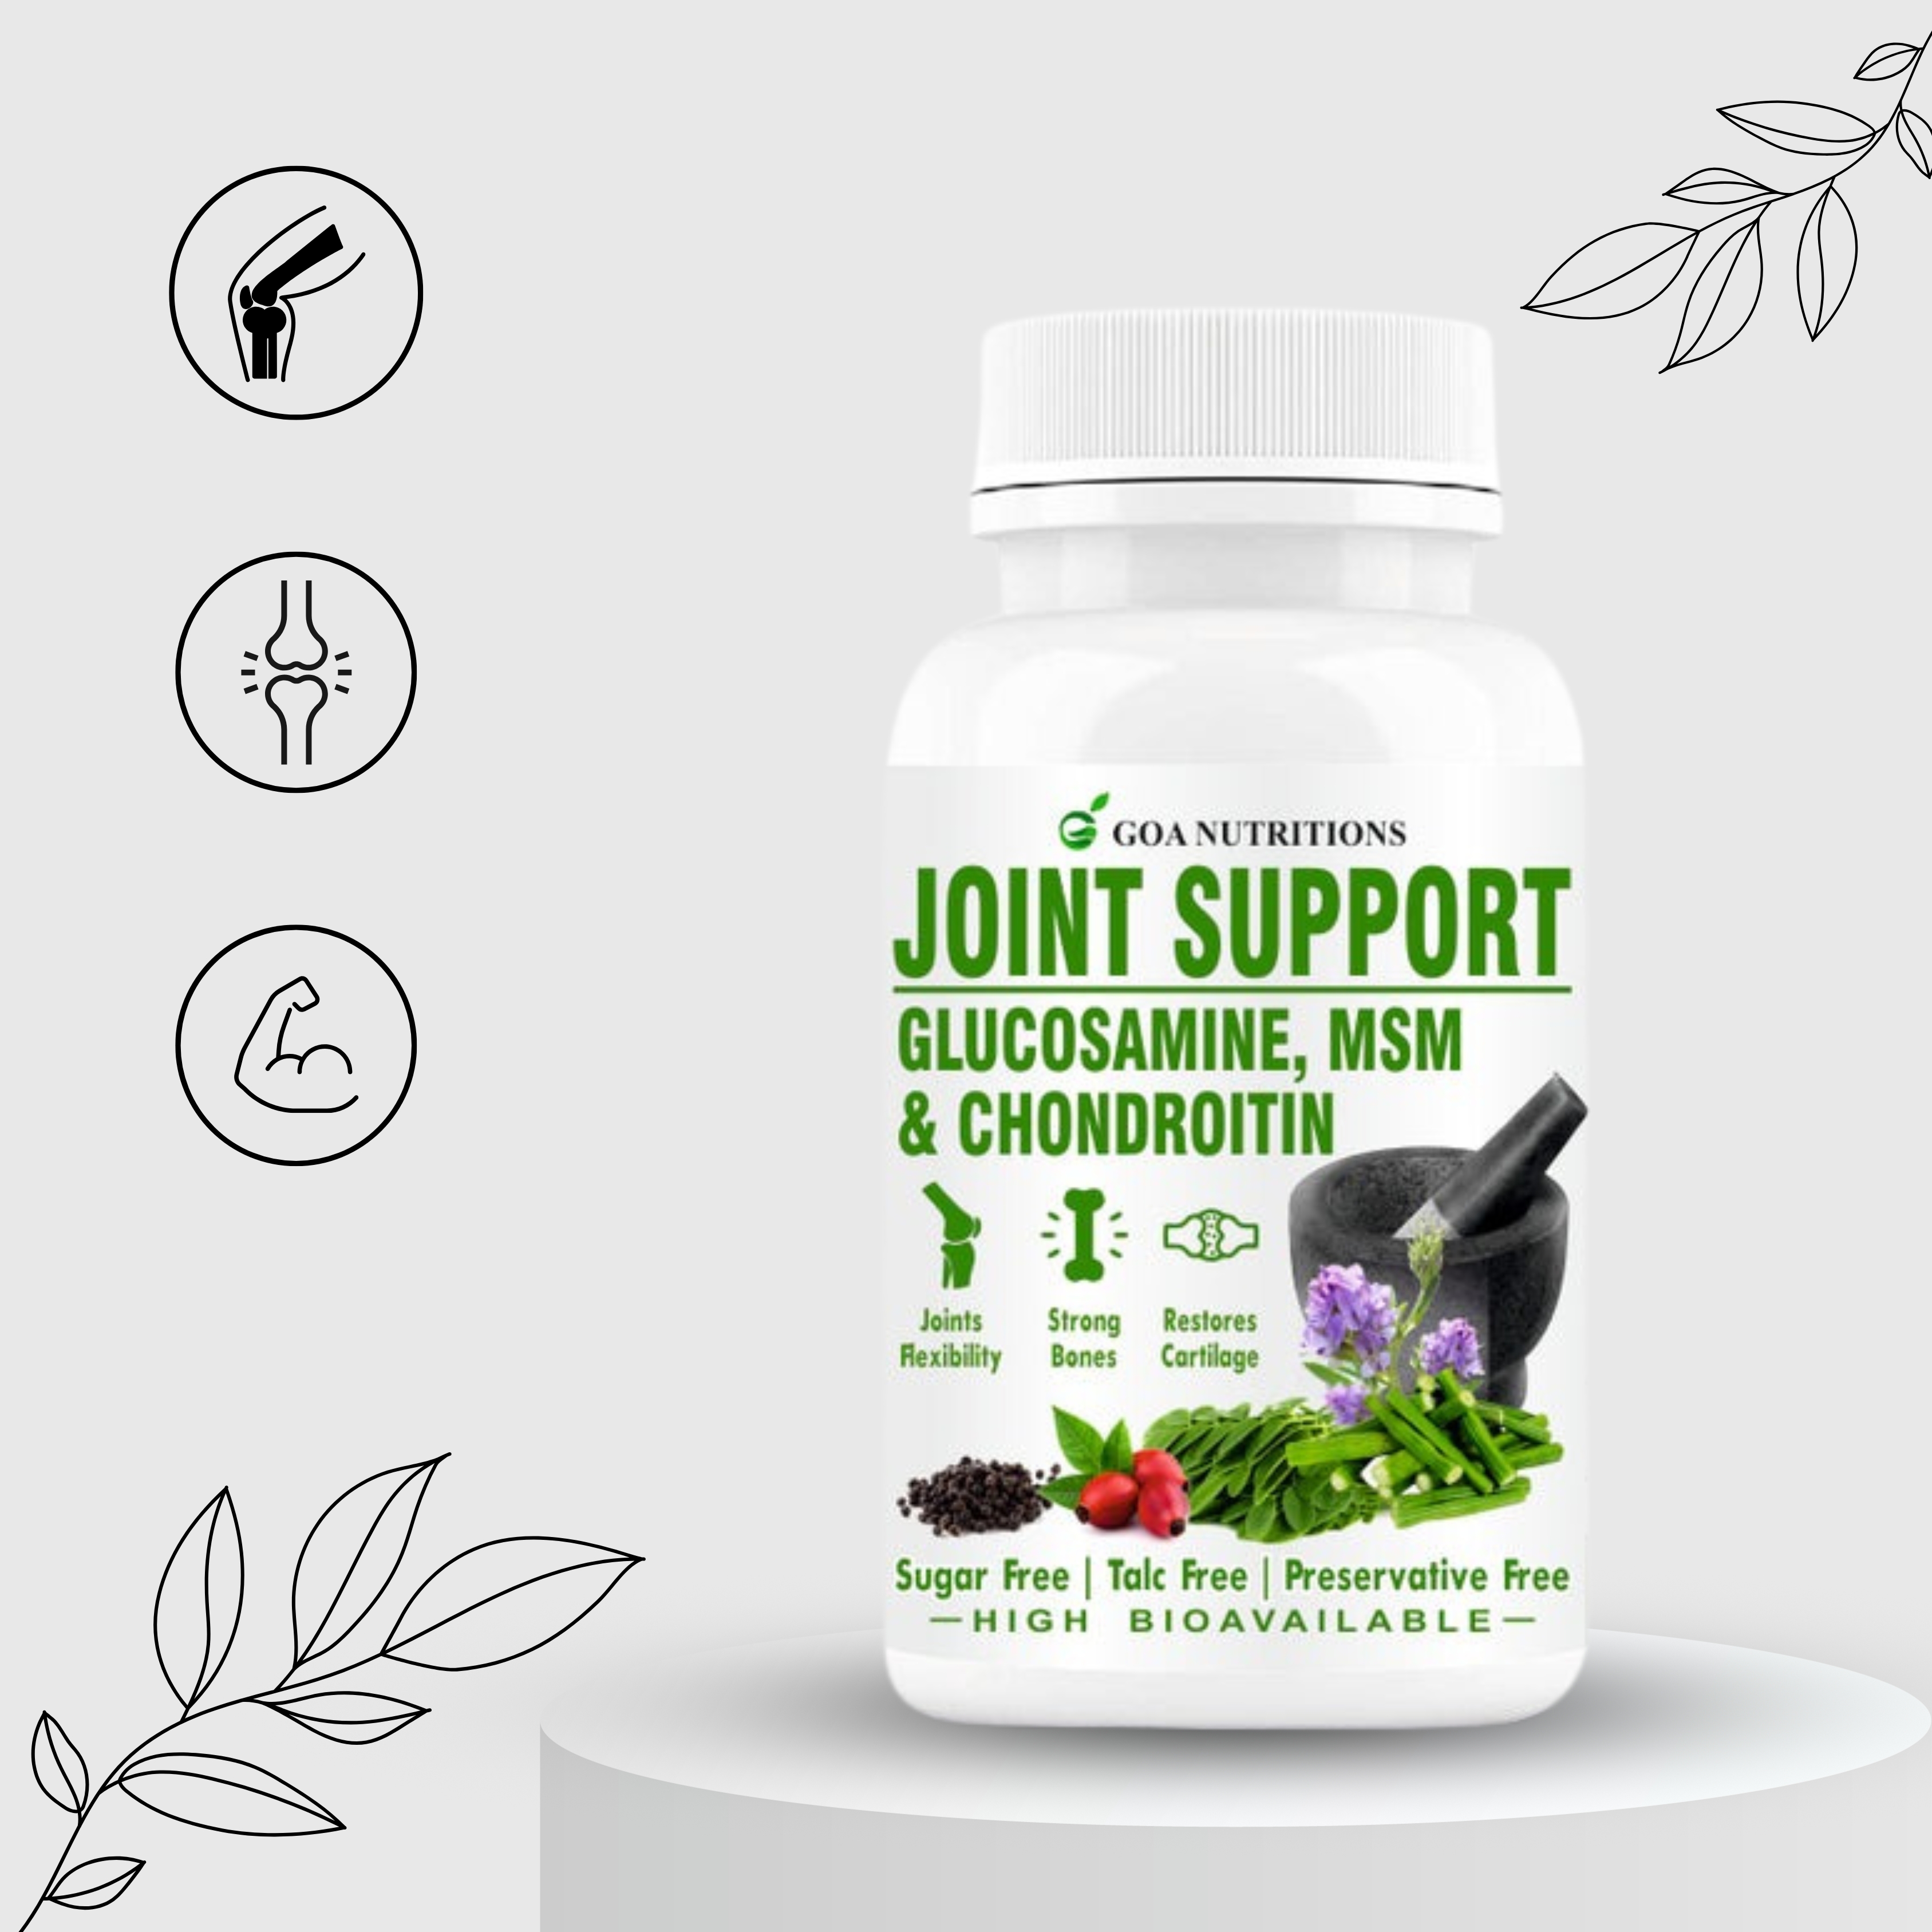 GOA NUTRITIONS
JOINT SUPPORT
GLUCOSAMINE, MSM
& CHONDROITIN
Joints
Flexibility
Strong
Bones
Restores
Cartilage
Sugar Free | Talc Free | Preservative Free
—HIGH BIOAVAILABLE—